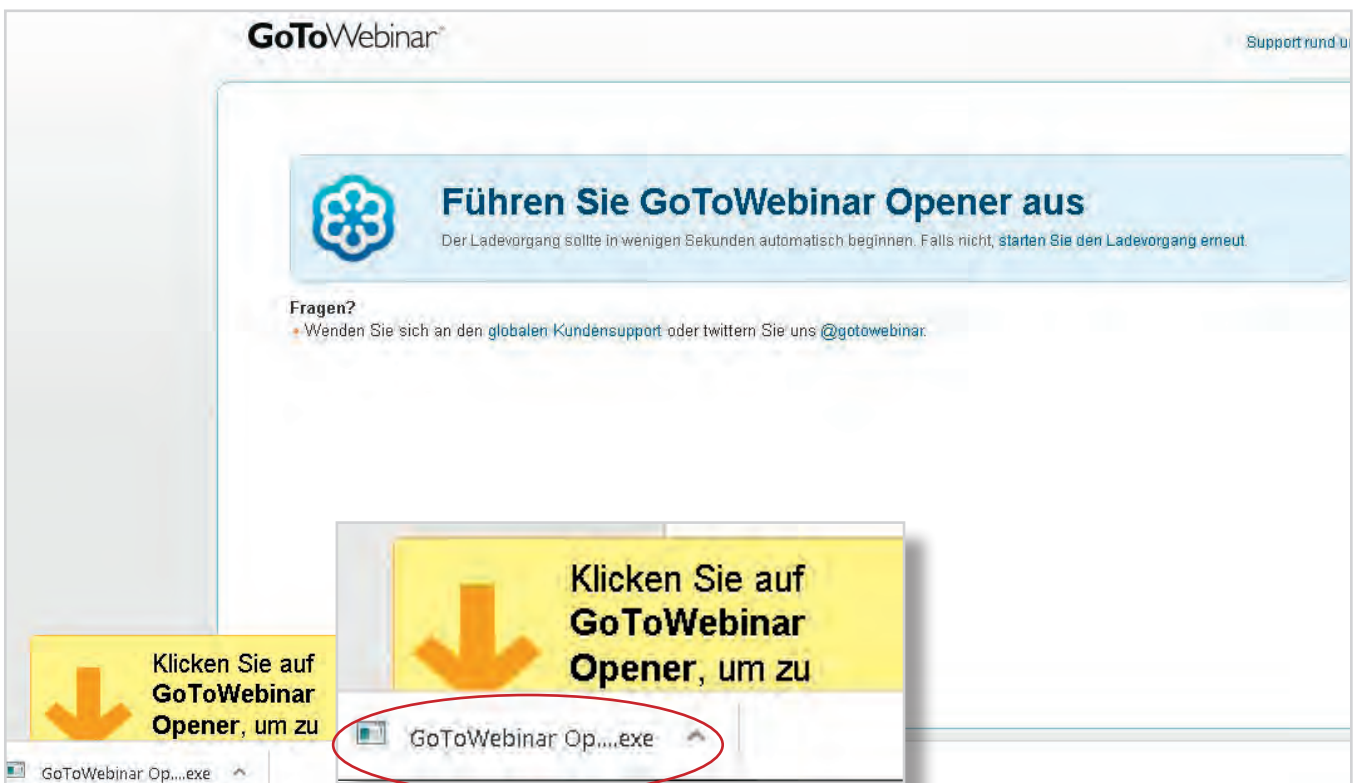 GoToWebinar
Support rund u
Führen Sie GoToWebinar Opener aus
Der Ladevorgang sollte in wenigen Sekunden automatisch beginnen. Falls nicht, starten Sie den Ladevorgang erneut.
Fragen?
Wenden Sie sich an den globalen Kundensupport oder twittern Sie uns @gotowebinar.
Klicken Sie auf
GoToWebinar
Opener, um zu
GoToWebinar Op....exe
Klicken Sie auf
GoToWebinar
Opener, um zu
GoToWebinar Op....exe